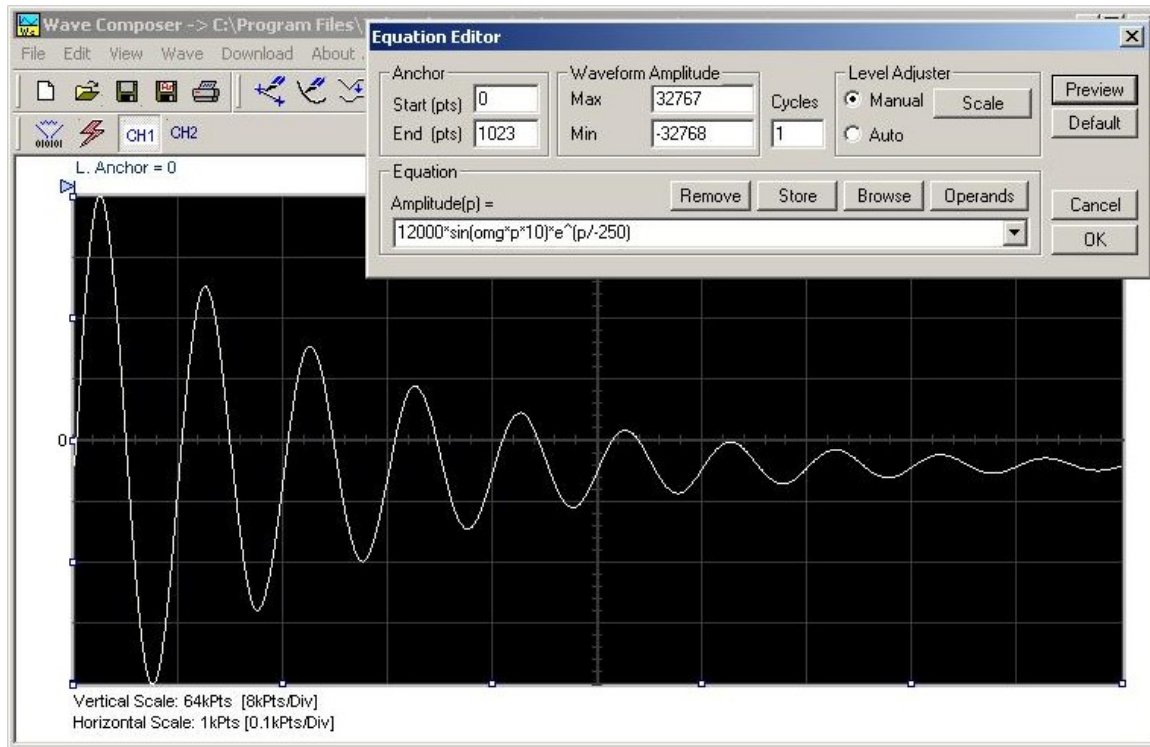 Wave Composer -> C:\Program Files\
File Edit View Wave Download About
CH1 CH2
L. Anchor = 0
0
Vertical Scale: 64kPts [8kPts/Div]
Horizontal Scale: 1kPts [0.1kPts/Div]
Equation Editor
Anchor
Start (pts) 0
End (pts) 1023
Waveform Amplitude
Max 32767
Min -32768
Cycles
1
Level Adjuster
Manual Scale
Auto
Preview
Default
Cancel
OK
Equation
Remove Store Browse Operands
Amplitude(p) =
12000*sin(omg*p*10)*e^(p/-250)